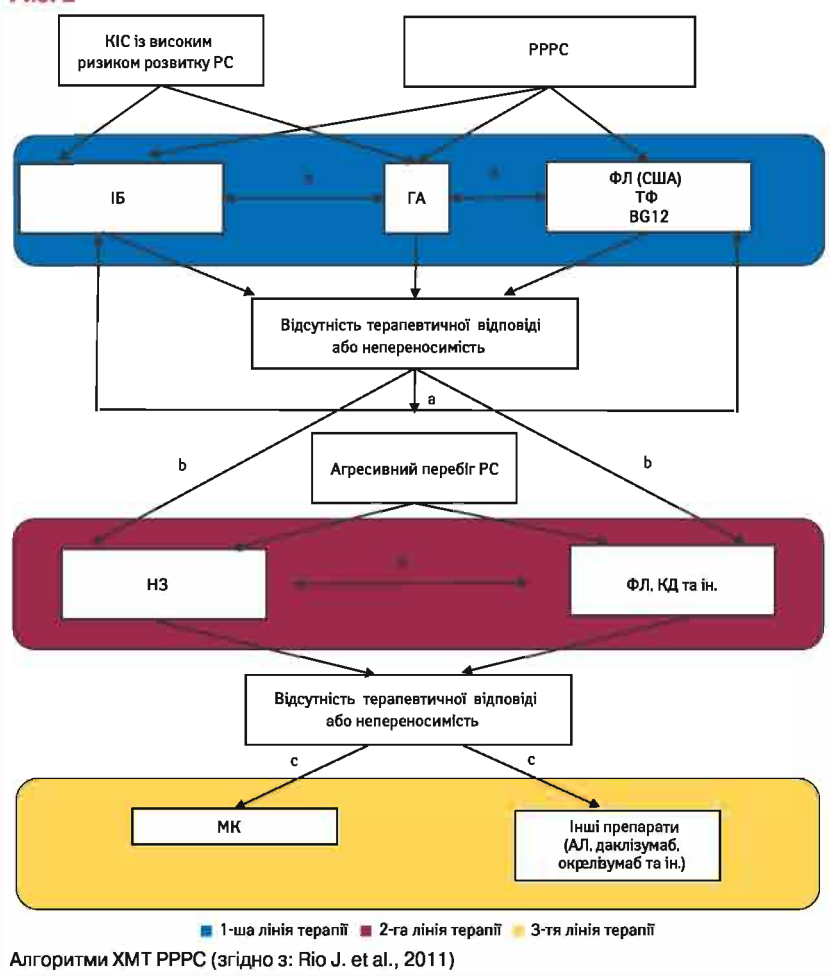 КІС із високим
ризиком розвитку РС
РРРС
ІБ
ГА
ФЛ (США)
ТФ
BG12
Відсутність терапевтичної відповіді
або непереносимість
a
Агресивний перебіг РС
b
b
НЗ
ФЛ, КД та ін.
Відсутність терапевтичної відповіді
або непереносимість
c
c
МК
Інші препарати
(АЛ, даклізумаб,
окрелізумаб та ін.)
1-ша лінія терапії 2-га лінія терапії 3-тя лінія терапії
Алгоритми ХМТ РРРС (згідно з: Rio J. et al., 2011)